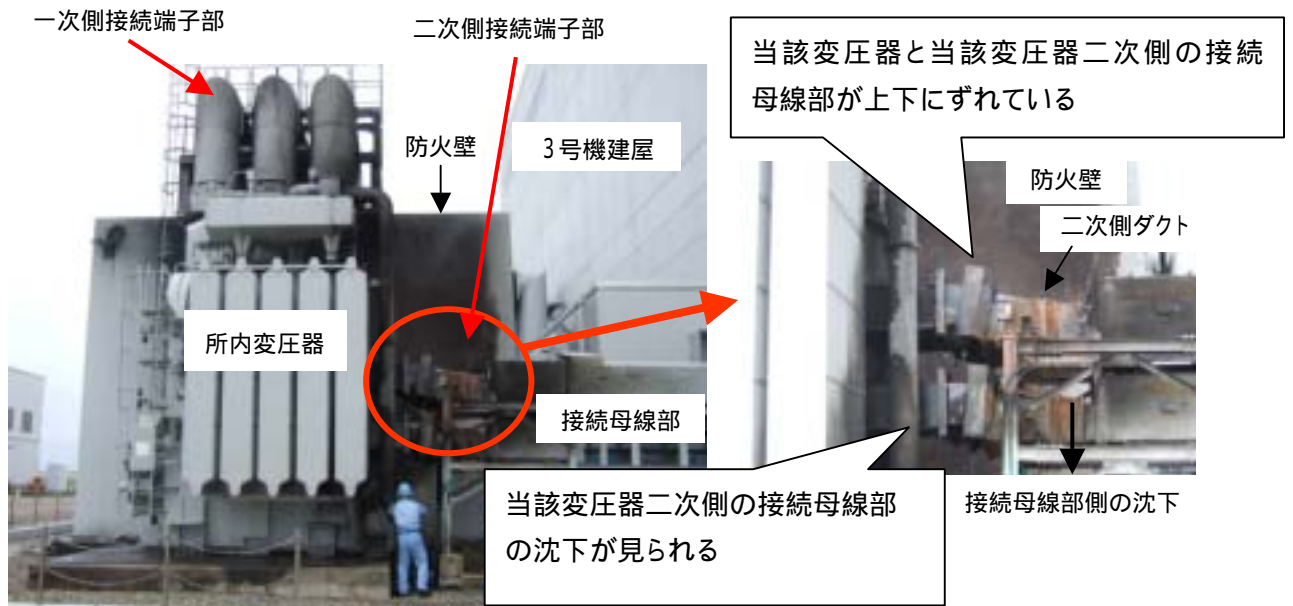 一次側接続端子部
二次側接続端子部
当該変圧器と当該変圧器二次側の接続
母線部が上下にずれている
防火壁
3号機建屋
防火壁
二次側ダクト
所内変圧器
接続母線部
当該変圧器二次側の接続母線部
の沈下が見られる
接続母線部側の沈下